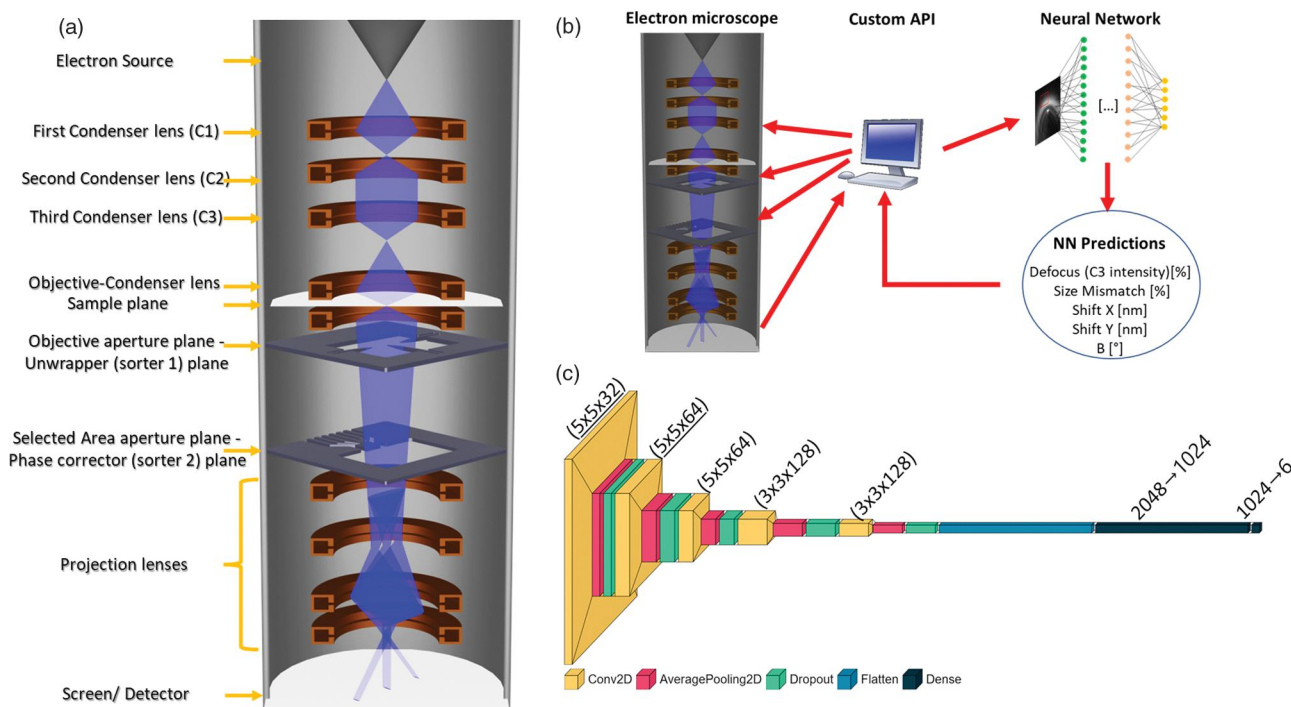 (a)
Electron Source
First Condenser lens (C1)
Second Condenser lens (C2)
Third Condenser lens (C3)
Objective-Condenser lens
Sample plane
Objective aperture plane -
Unwrapper (sorter 1) plane
Selected Area aperture plane -
Phase corrector (sorter 2) plane
Projection lenses
Screen/ Detector
(b)
Electron microscope
Custom API
Neural Network
[...]
NN Predictions
Defocus (C3 intensity)[%]
Size Mismatch [%]
Shift X [nm]
Shift Y [nm]
B [°]
(c)
(5x5x32)
(5x5x64)
(5x5x64)
(3x3x128)
(3x3x128)
2048→1024
1024→6
Conv2D
AveragePooling2D
Dropout
Flatten
Dense